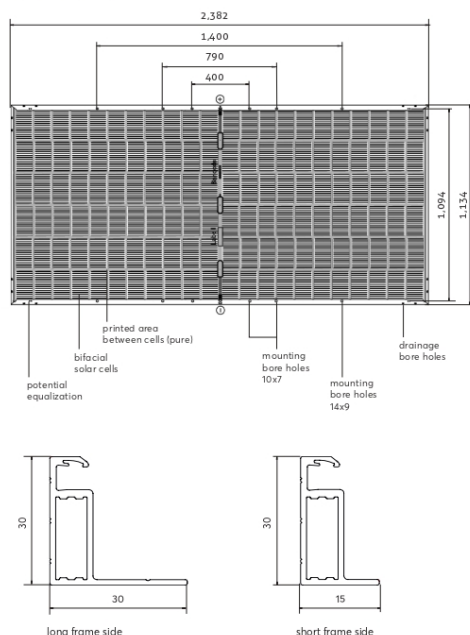 2,382
1,400
790
400
+
Barcode
Label
1,094
1,134
−
printed area
between cells (pure)
bifacial
solar cells
potential
equalization
mounting
bore holes
10x7
mounting
bore holes
14x9
drainage
bore holes
30
30
long frame side
30
15
short frame side